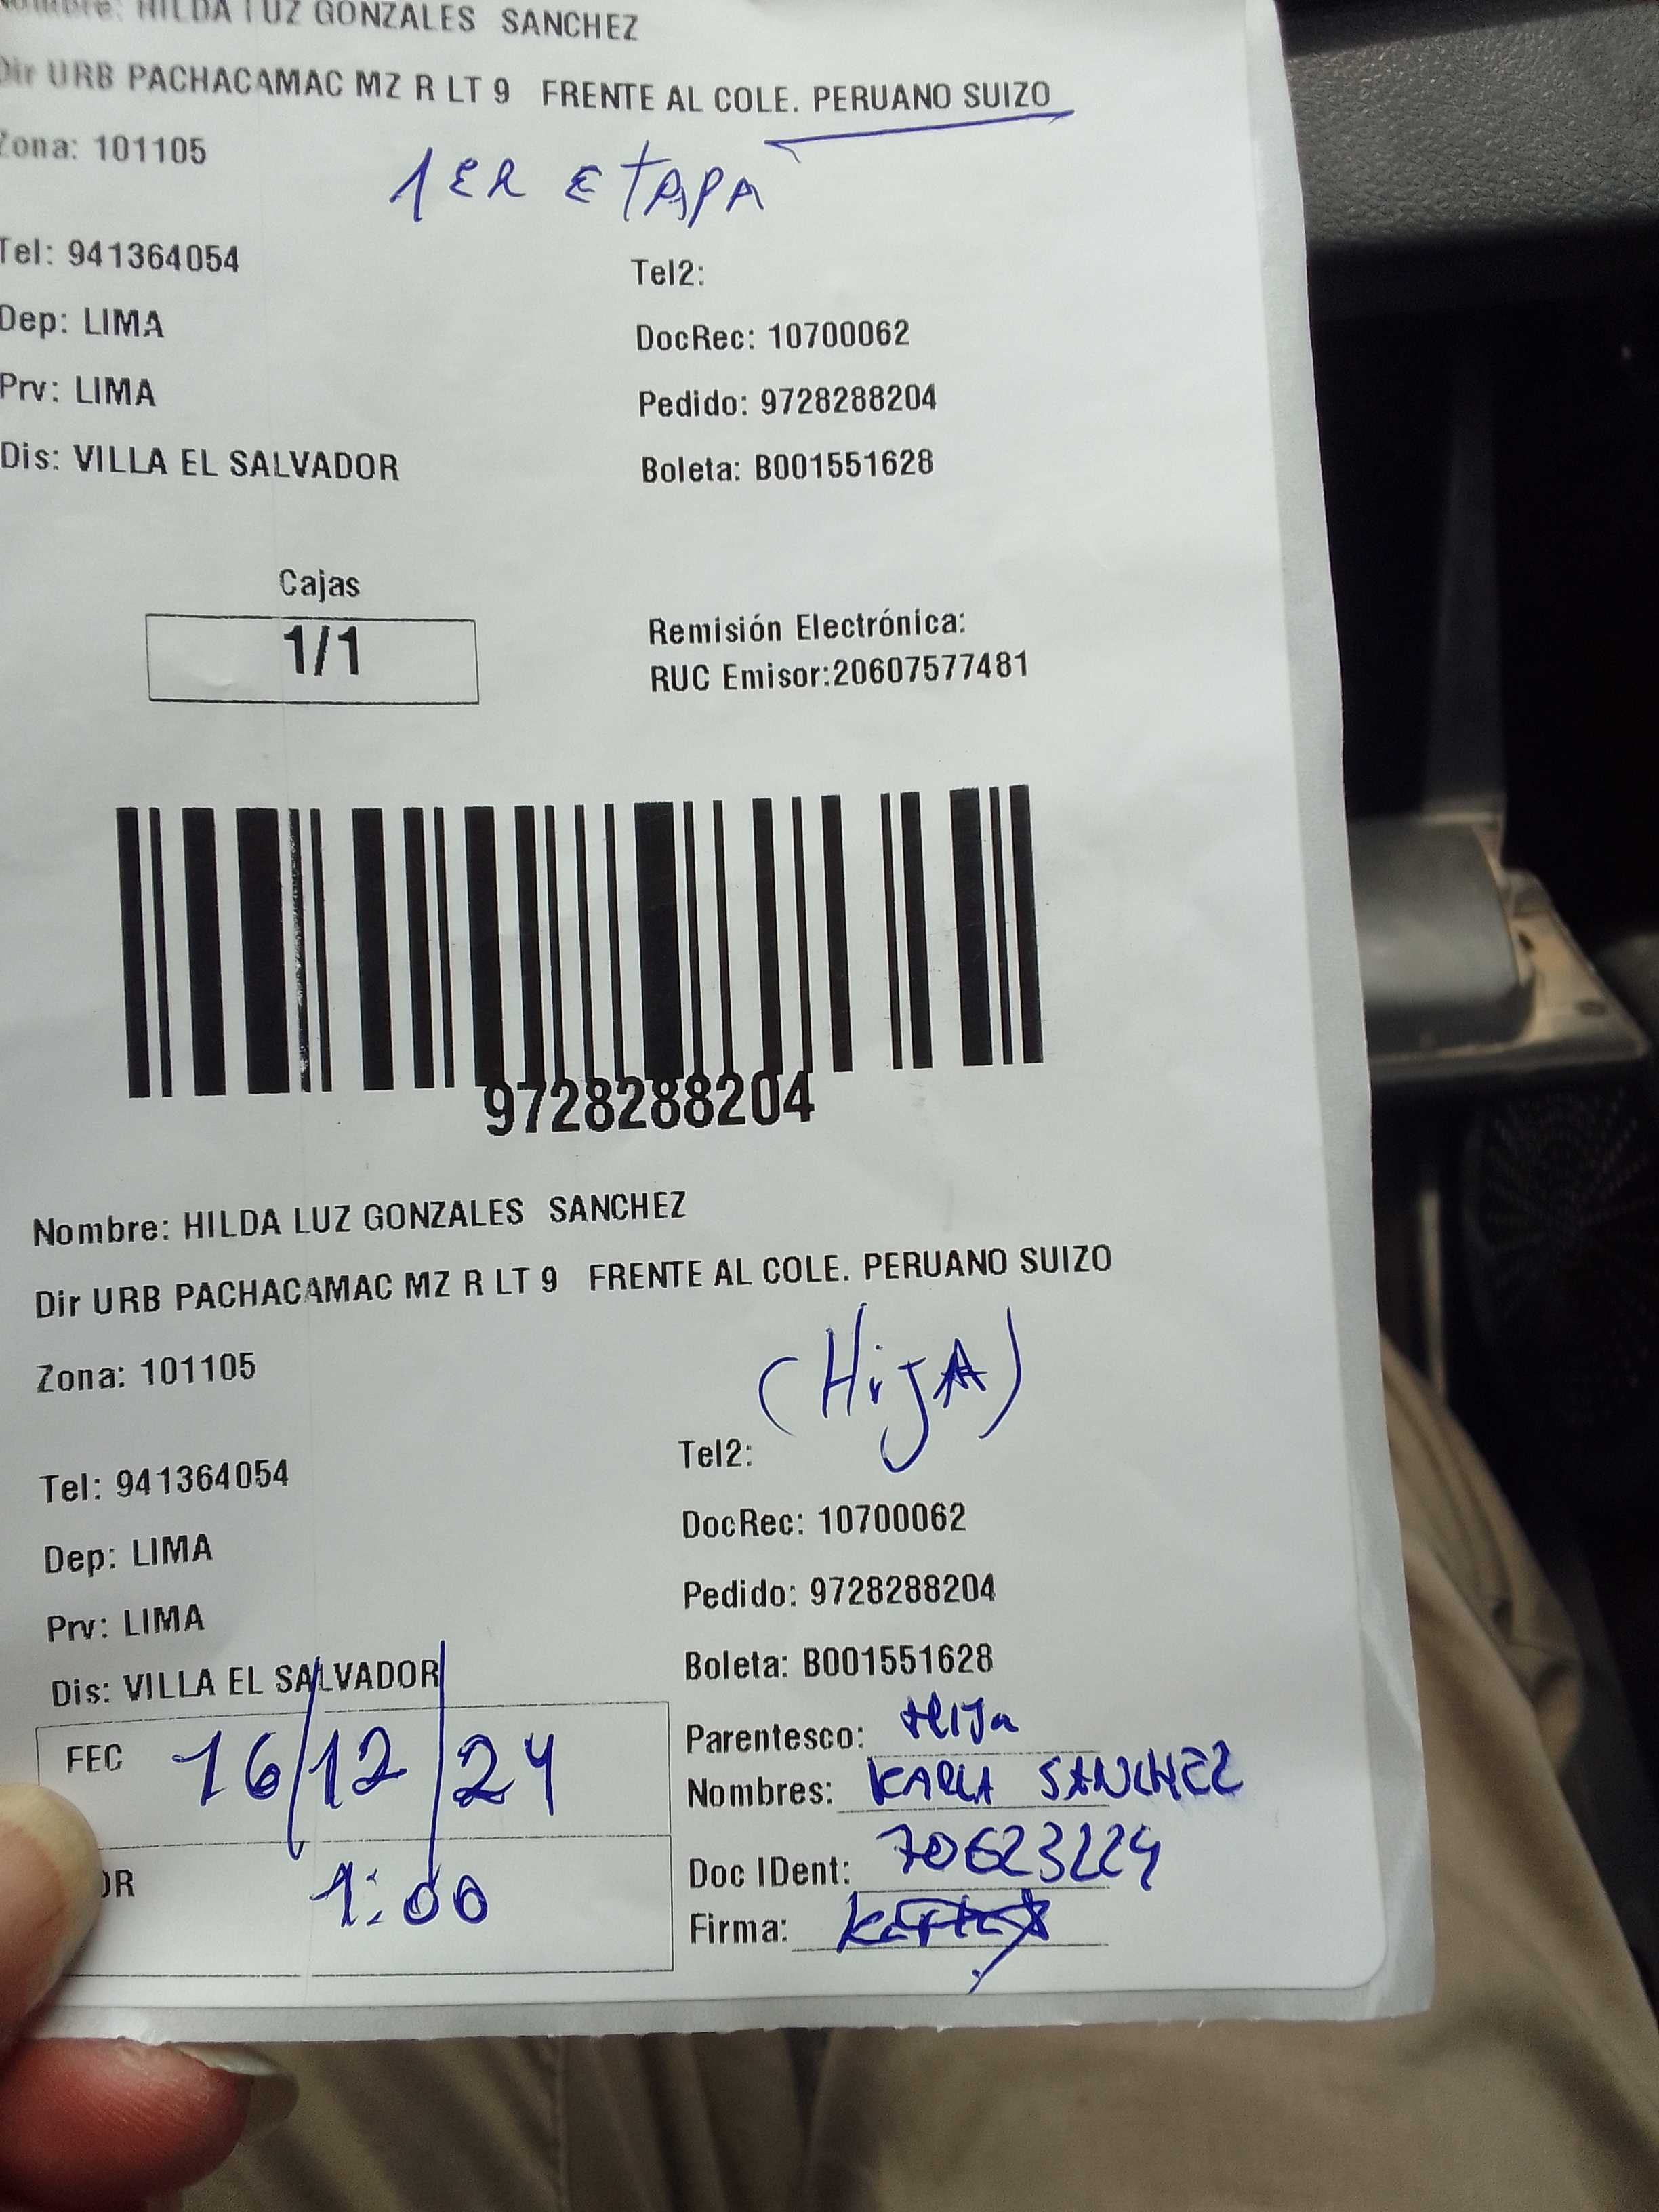 Nombre: HILDA LUZ GONZALES SANCHEZ
Dir URB PACHACAMAC MZ R LT 9 FRENTE AL COLE. PERUANO SUIZO
Zona: 101105
1ER ETAPA
Tel: 941364054
Tel2:
Dep: LIMA
DocRec: 10700062
Prv: LIMA
Pedido: 9728288204
Dis: VILLA EL SALVADOR
Boleta: B001551628
Cajas
1/1
Remisión Electrónica:
RUC Emisor:20607577481
9728288204
Nombre: HILDA LUZ GONZALES SANCHEZ
Dir URB PACHACAMAC MZ R LT 9 FRENTE AL COLE. PERUANO SUIZO
Zona: 101105
(HijA)
Tel: 941364054
Tel2:
Dep: LIMA
DocRec: 10700062
Prv: LIMA
Pedido: 9728288204
Dis: VILLA EL SALVADOR
Boleta: B001551628
FEC 16/12/24
Parentesco: Hija
Nombres: KARLA SANCHEZ
OR 1:00
Doc IDent: 70623224
Firma: